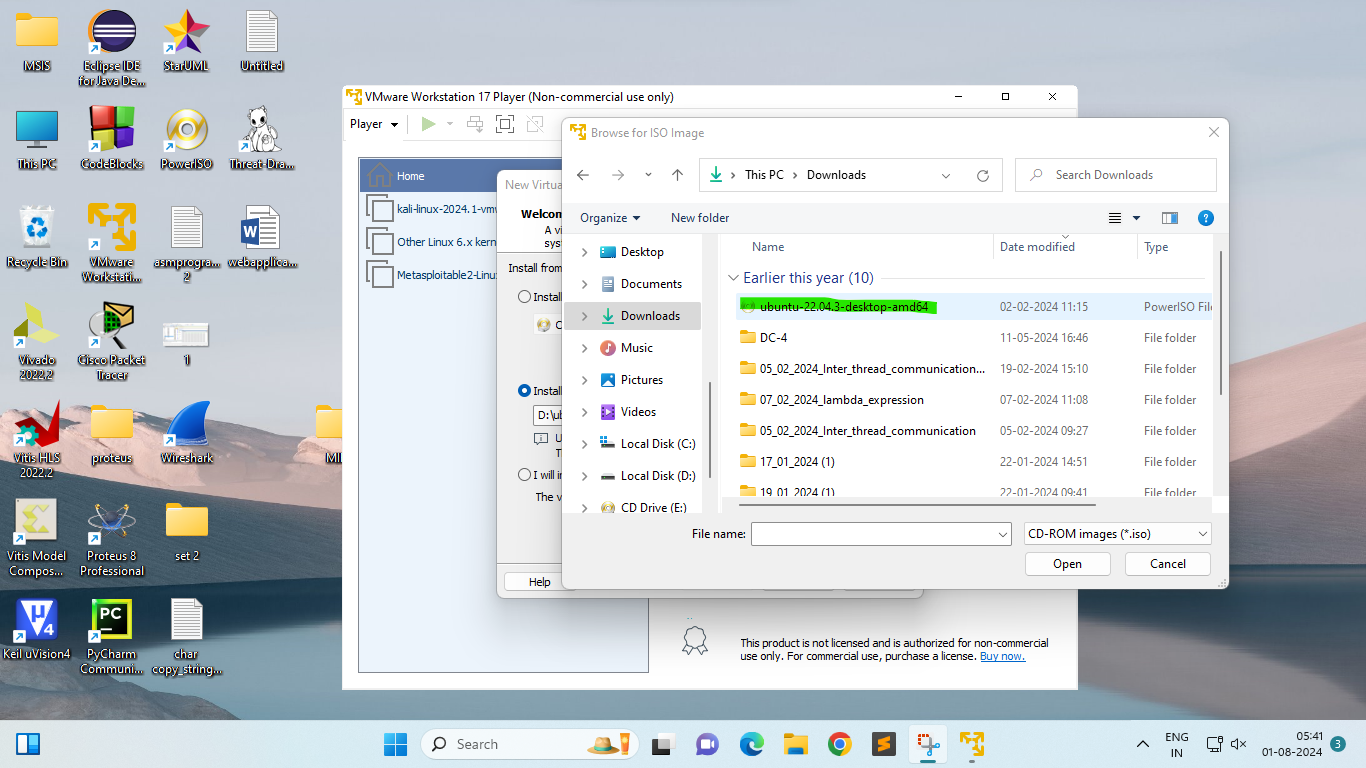 MSIS
Eclipse IDE
for Java De...
StarUML
Untitled
This PC
CodeBlocks
PowerISO
Threat-Dra...
Recycle Bin
VMware
Workstati...
asmprogra...
2
webapplica...
Vivado
2022.2
Cisco Packet
Tracer
1
Vitis HLS
2022.2
proteus
Wireshark
Vitis Model
Compos...
Proteus 8
Professional
set 2
Keil uVision4
PyCharm
Communi...
char
copy_string...
VMware Workstation 17 Player (Non-commercial use only)
Player
Home
kali-linux-2024.1-vmw
Other Linux 6.x kern
Metasploitable2-Linux
New Virtua
Welcom
A vi
syst
Install from
Install
Install
D:\ub
I will in
The v
Help
Browse for ISO Image
This PC
Downloads
Search Downloads
Organize
New folder
Desktop
Documents
Downloads
Music
Pictures
Videos
Local Disk (C:)
Local Disk (D:)
CD Drive (E:)
Name
Date modified
Type
Earlier this year (10)
ubuntu-22.04.3-desktop-amd64 02-02-2024 11:15 PowerISO File
DC-4 11-05-2024 16:46 File folder
05_02_2024_Inter_thread_communication... 19-02-2024 15:10 File folder
07_02_2024_lambda_expression 07-02-2024 11:08 File folder
05_02_2024_Inter_thread_communication 05-02-2024 09:27 File folder
17_01_2024 (1) 22-01-2024 14:51 File folder
19_01_2024 (1) 22-01-2024 09:41 File folder
File name:
CD-ROM images (*.iso)
Open
Cancel
This product is not licensed and is authorized for non-commercial
use only. For commercial use, purchase a license. Buy now.
Search
ENG
IN
05:41
01-08-2024
3